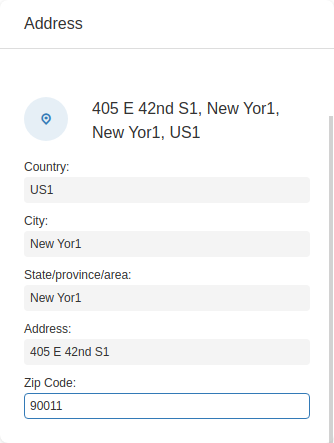 Address
405 E 42nd S1, New Yor1,
New Yor1, US1
Country:
US1
City:
New Yor1
State/province/area:
New Yor1
Address:
405 E 42nd S1
Zip Code:
90011